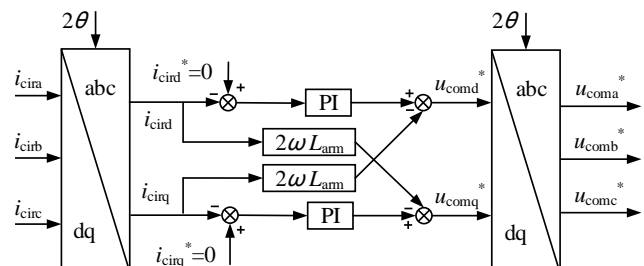 2θ
2θ
i_cird^*=0
i_cira
i_cirb
i_circ
abc
dq
− +
i_cird
PI
+ −
u_comd^*
2ωL_arm
2ωL_arm
i_cirq
− +
PI
− +
u_comq^*
i_cirq^*=0
abc
dq
u_coma^*
u_comb^*
u_comc^*